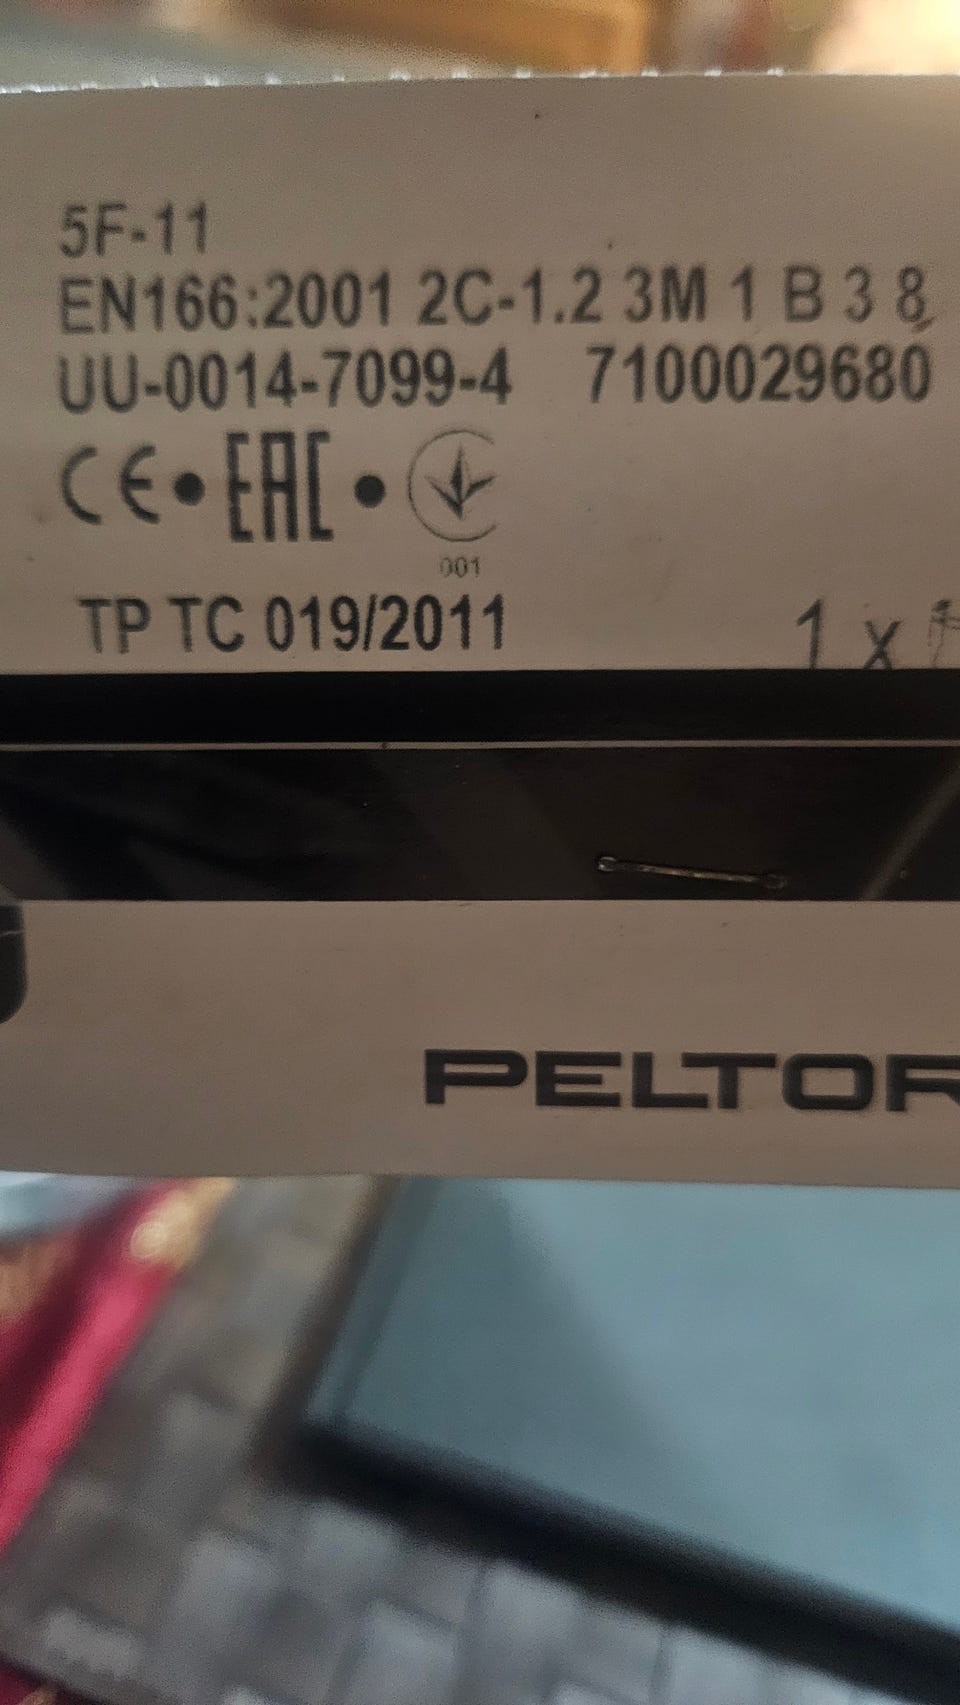 5F-11
EN166:2001 2C-1.2 3M 1 B 3 8
UU-0014-7099-4 7100029680
CE • EAC •
001
TP TC 019/2011
1 x
PELTOR